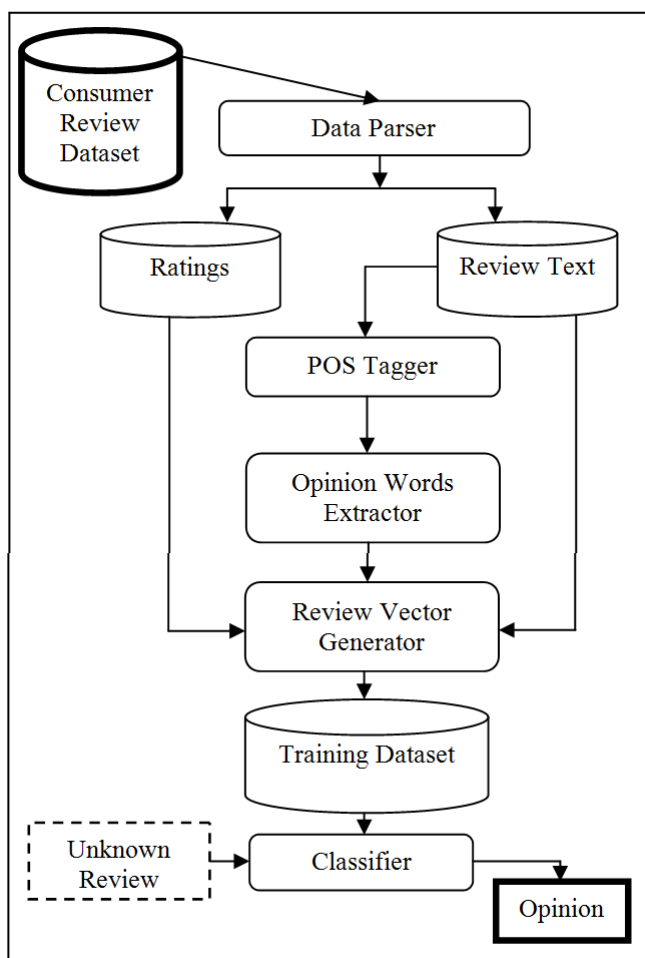 Consumer
Review
Dataset
Data Parser
Ratings
Review Text
POS Tagger
Opinion Words
Extractor
Review Vector
Generator
Training Dataset
Unknown
Review
Classifier
Opinion